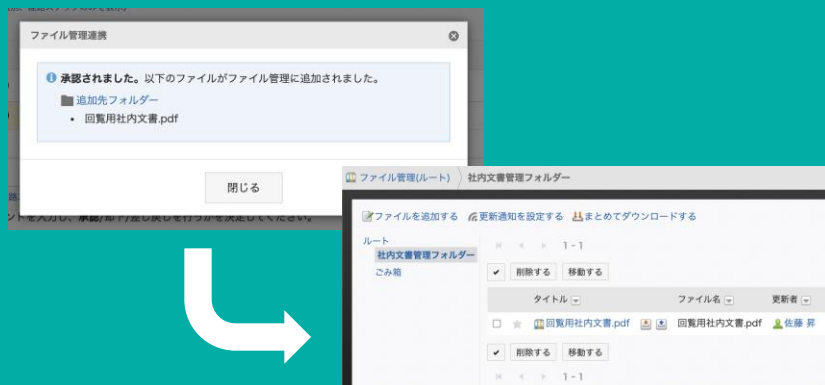 ファイル管理連携
承認されました。以下のファイルがファイル管理に追加されました。
追加先フォルダー
• 回覧用社内文書.pdf
閉じる
ントを入力し、承認/却下/差し戻しを行うかを決定してください。
ファイル管理(ルート) 社内文書管理フォルダー
ファイルを追加する 更新通知を設定する まとめてダウンロードする
ルート
社内文書管理フォルダー
ごみ箱
1 - 1
削除する 移動する
タイトル ファイル名 更新者
回覧用社内文書.pdf 回覧用社内文書.pdf 佐藤 昇
削除する 移動する
1 - 1